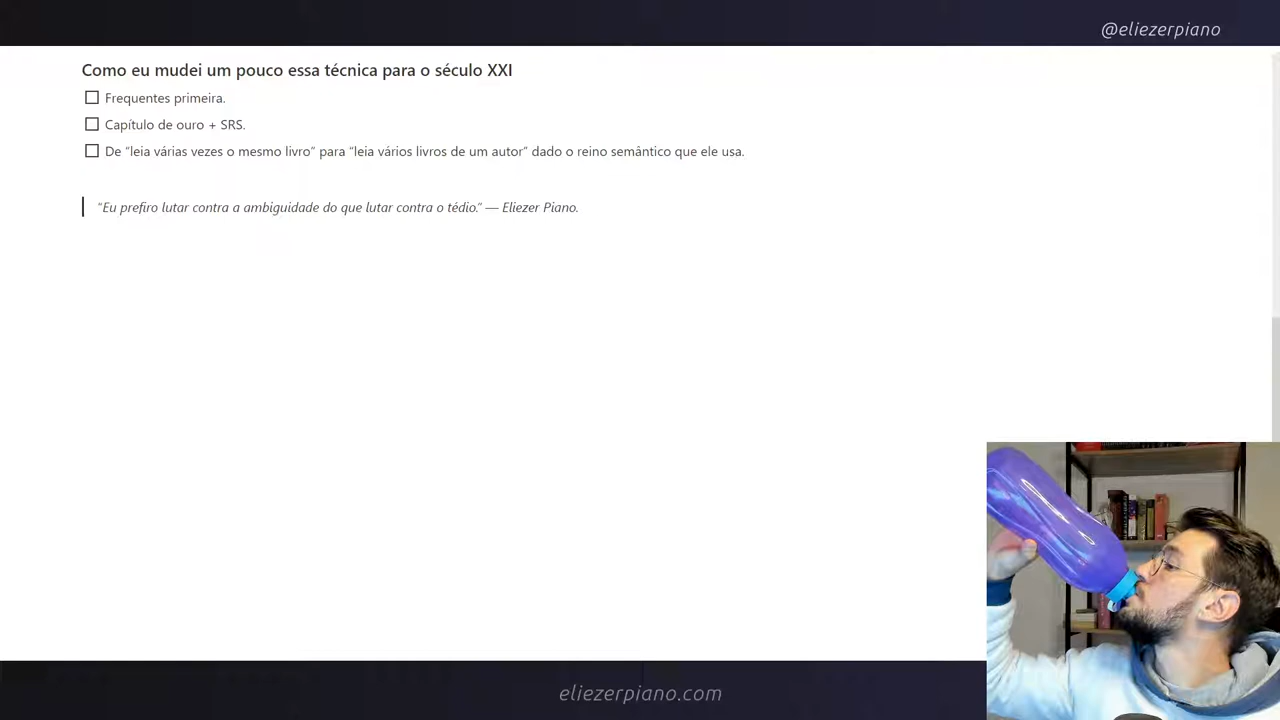 @eliezerpiano
Como eu mudei um pouco essa técnica para o século XXI
Frequentes primeira.
Capítulo de ouro + SRS.
De “leia várias vezes o mesmo livro” para “leia vários livros de um autor” dado o reino semântico que ele usa.
“Eu prefiro lutar contra a ambiguidade do que lutar contra o tédio.” — Eliezer Piano.
eliezerpiano.com